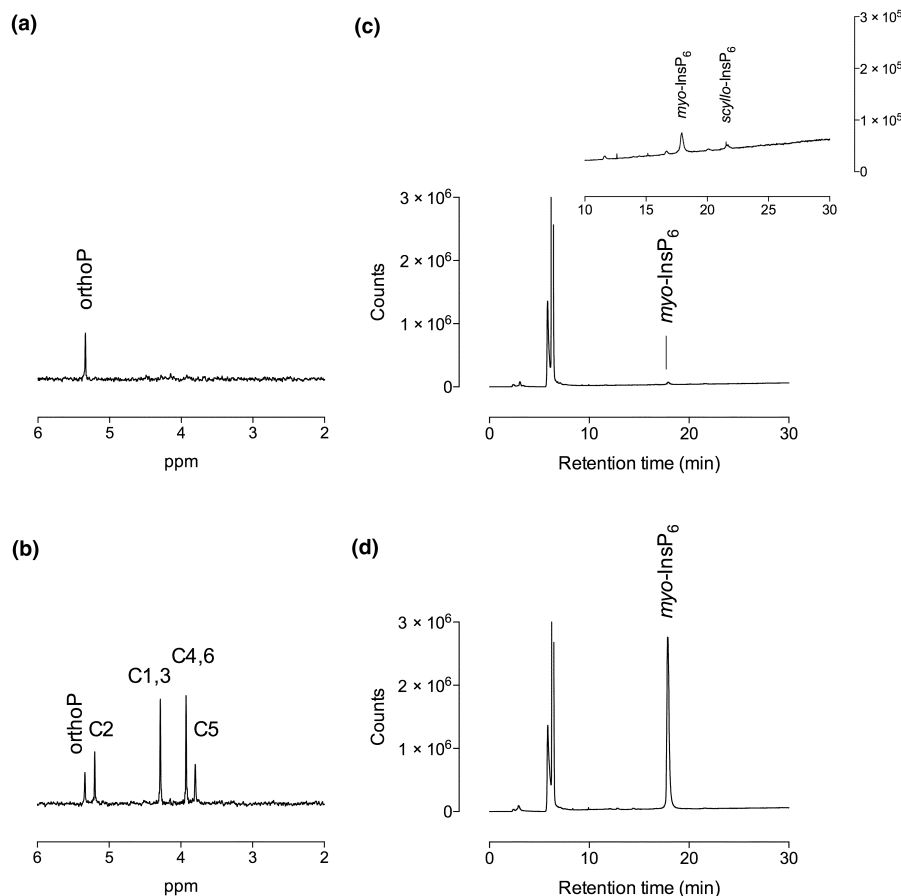 (a)
orthoP
6 5 4 3 2
ppm
(c)
myo-InsP₆
scyllo-InsP₆
3 × 10⁵
2 × 10⁵
1 × 10⁵
0
10 15 20 25 30
3 × 10⁶
2 × 10⁶
1 × 10⁶
0
Counts
myo-InsP₆
0 10 20 30
Retention time (min)
(b)
orthoP
C2
C1,3
C4,6
C5
6 5 4 3 2
ppm
(d)
myo-InsP₆
3 × 10⁶
2 × 10⁶
1 × 10⁶
0
Counts
0 10 20 30
Retention time (min)